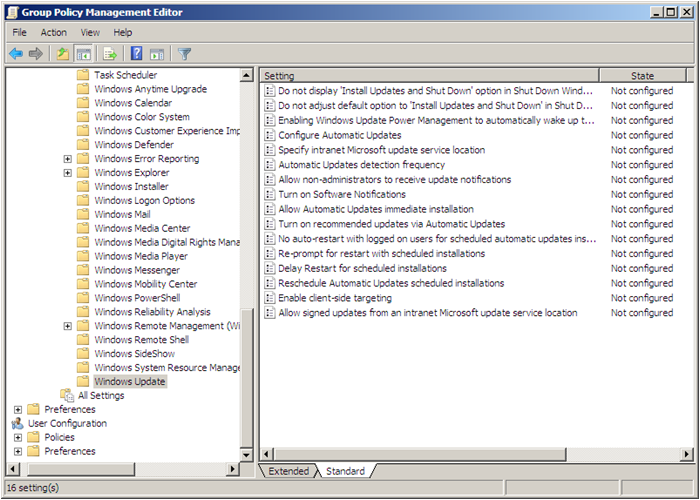 Group Policy Management Editor
File Action View Help
Task Scheduler
Windows Anytime Upgrade
Windows Calendar
Windows Color System
Windows Customer Experience Imp
Windows Defender
Windows Error Reporting
Windows Explorer
Windows Installer
Windows Logon Options
Windows Mail
Windows Media Center
Windows Media Digital Rights Mana
Windows Media Player
Windows Messenger
Windows Mobility Center
Windows PowerShell
Windows Reliability Analysis
Windows Remote Management (Wi
Windows Remote Shell
Windows SideShow
Windows System Resource Manage
Windows Update
All Settings
Preferences
User Configuration
Policies
Preferences
Setting State
Do not display 'Install Updates and Shut Down' option in Shut Down Wind... Not configured
Do not adjust default option to 'Install Updates and Shut Down' in Shut D... Not configured
Enabling Windows Update Power Management to automatically wake up t... Not configured
Configure Automatic Updates Not configured
Specify intranet Microsoft update service location Not configured
Automatic Updates detection frequency Not configured
Allow non-administrators to receive update notifications Not configured
Turn on Software Notifications Not configured
Allow Automatic Updates immediate installation Not configured
Turn on recommended updates via Automatic Updates Not configured
No auto-restart with logged on users for scheduled automatic updates ins... Not configured
Re-prompt for restart with scheduled installations Not configured
Delay Restart for scheduled installations Not configured
Reschedule Automatic Updates scheduled installations Not configured
Enable client-side targeting Not configured
Allow signed updates from an intranet Microsoft update service location Not configured
Extended Standard
16 setting(s)